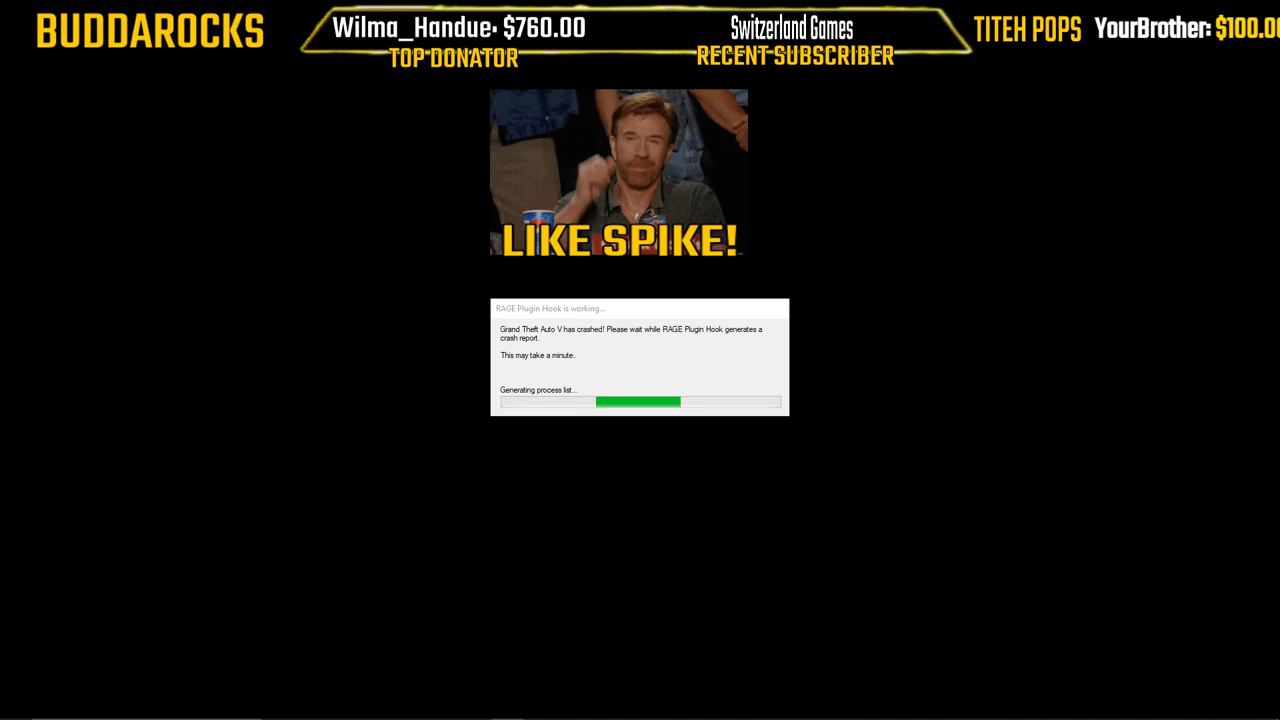 BUDDAROCKS
Wilma_Handue: $760.00
TOP DONATOR
Switzerland Games
RECENT SUBSCRIBER
TITEH POPS
YourBrother: $100.00
LIKE SPIKE!
RAGE Plugin Hook is working...
Grand Theft Auto V has crashed! Please wait while RAGE Plugin Hook generates a
crash report.
This may take a minute.
Generating process list...